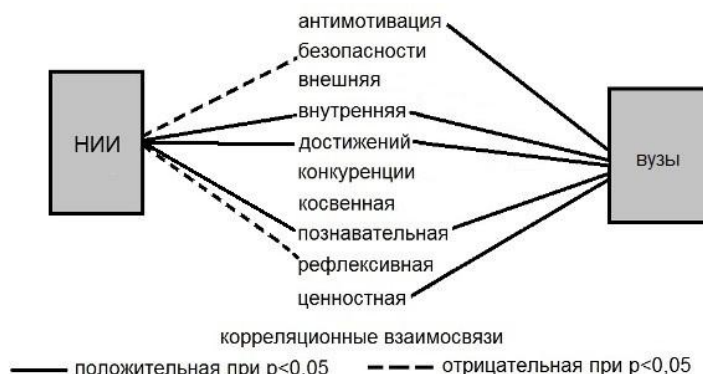 антимотивация
безопасности
внешняя
внутренняя
НИИ
достижений
вузы
конкуренции
косвенная
познавательная
рефлексивная
ценностная
корреляционные взаимосвязи
положительная при p<0,05 отрицательная при p<0,05